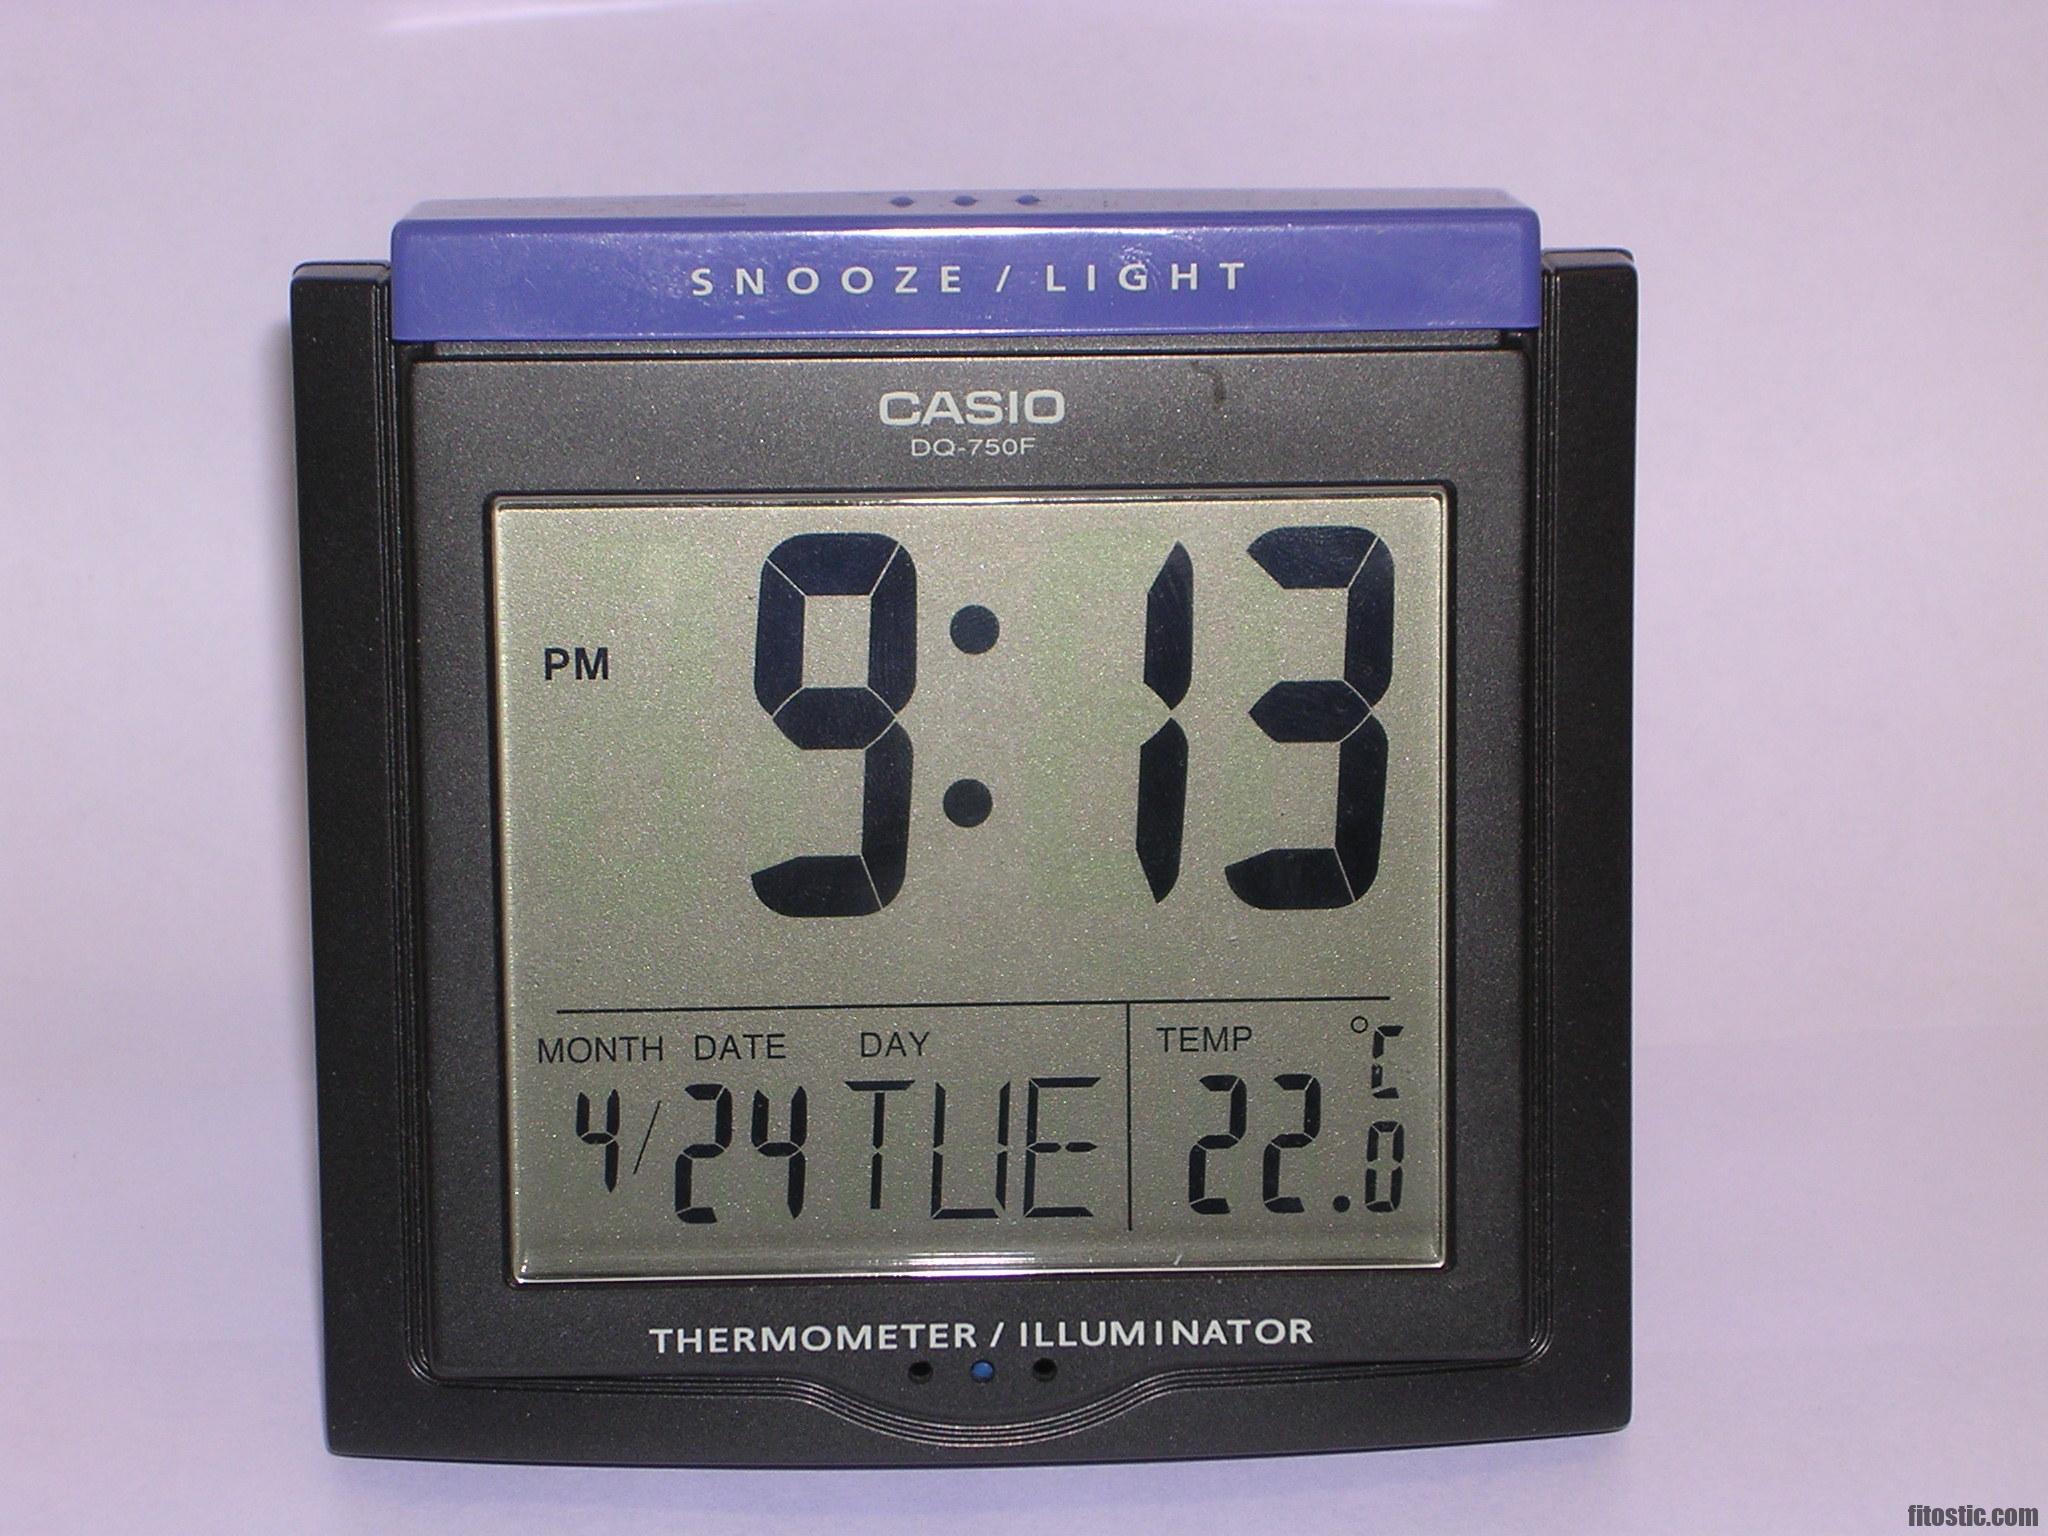 SNOOZE / LIGHT
CASIO
DQ-750F
PM 9:13
MONTH DATE DAY TEMP °C
4/24 TUE 22.0
THERMOMETER / ILLUMINATOR
fitostic.com